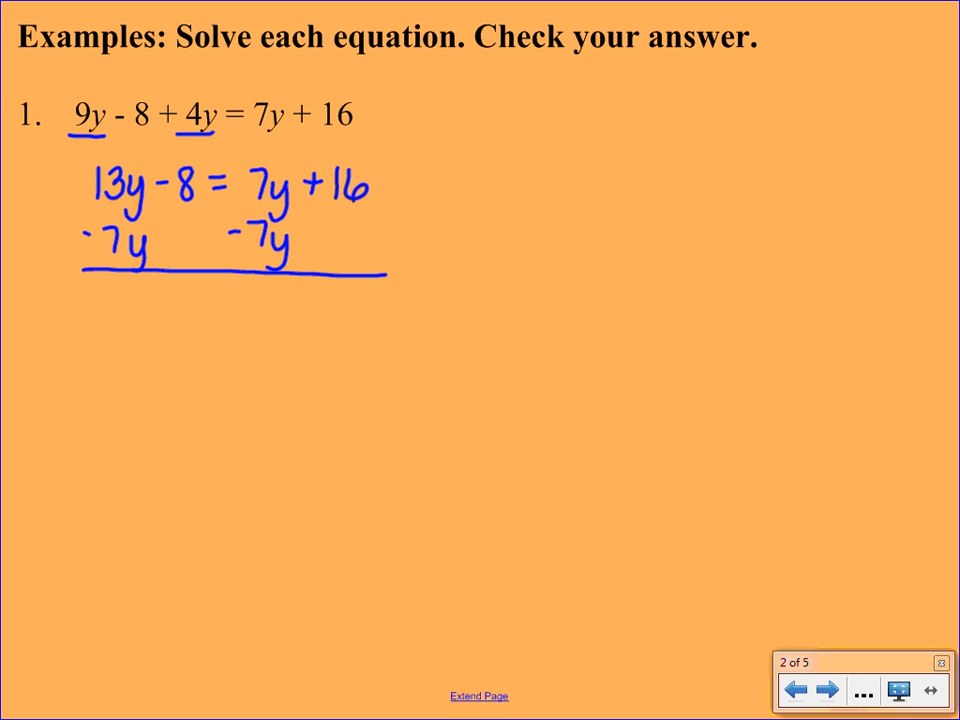 Examples: Solve each equation. Check your answer.
1. 9y - 8 + 4y = 7y + 16
13y - 8 = 7y + 16
-7y -7y
Extend Page
2 of 5